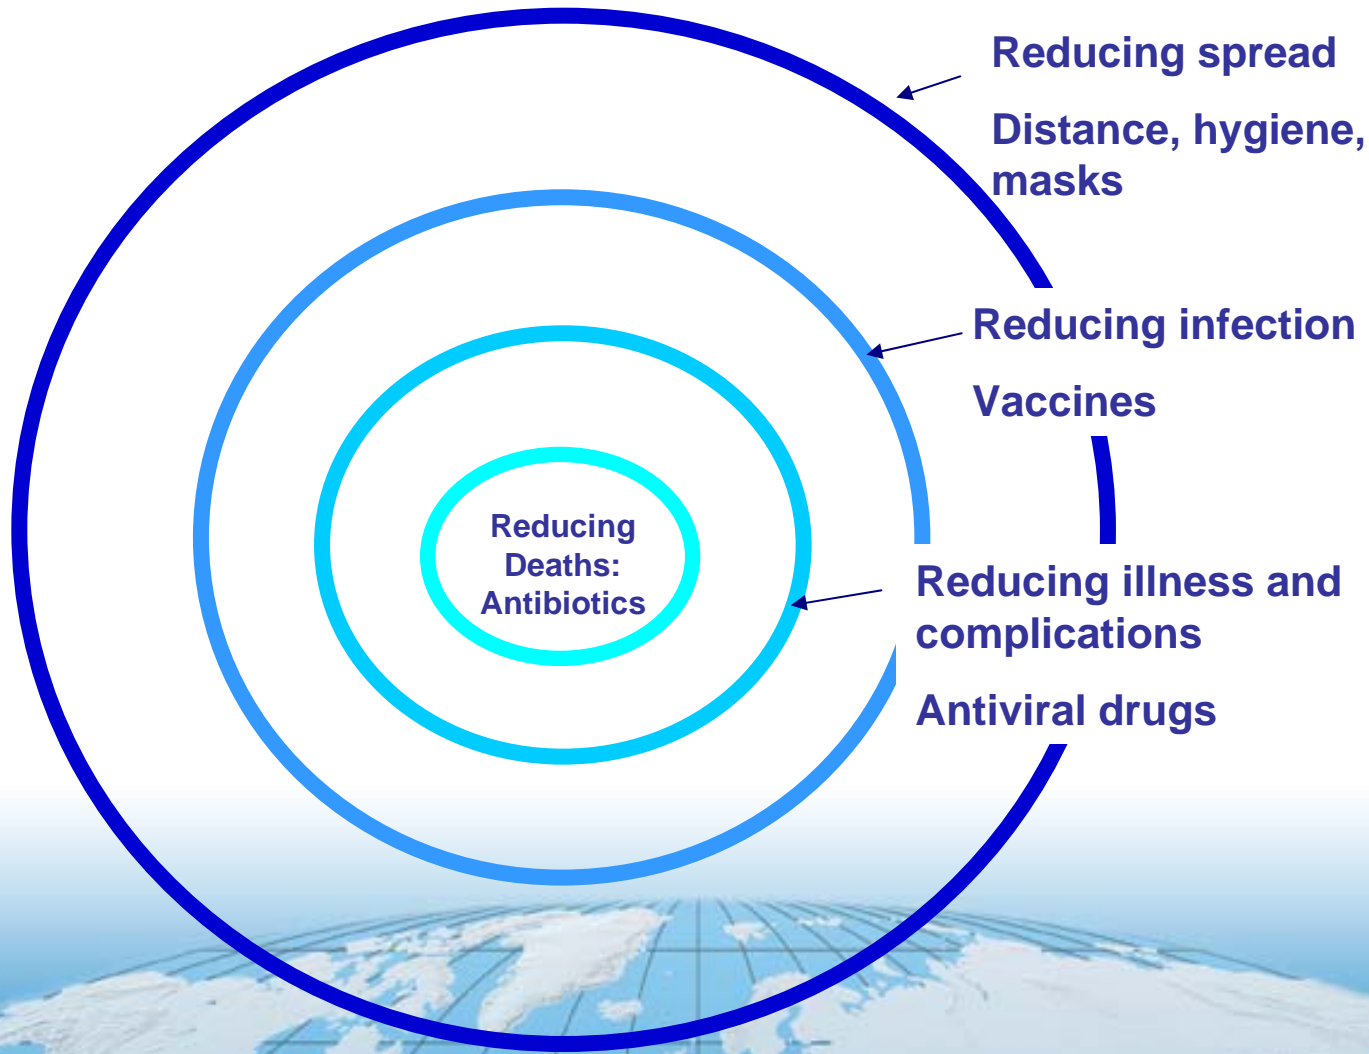 Reducing spread
Distance, hygiene,
masks
Reducing infection
Vaccines
Reducing
Deaths:
Antibiotics
Reducing illness and
complications
Antiviral drugs